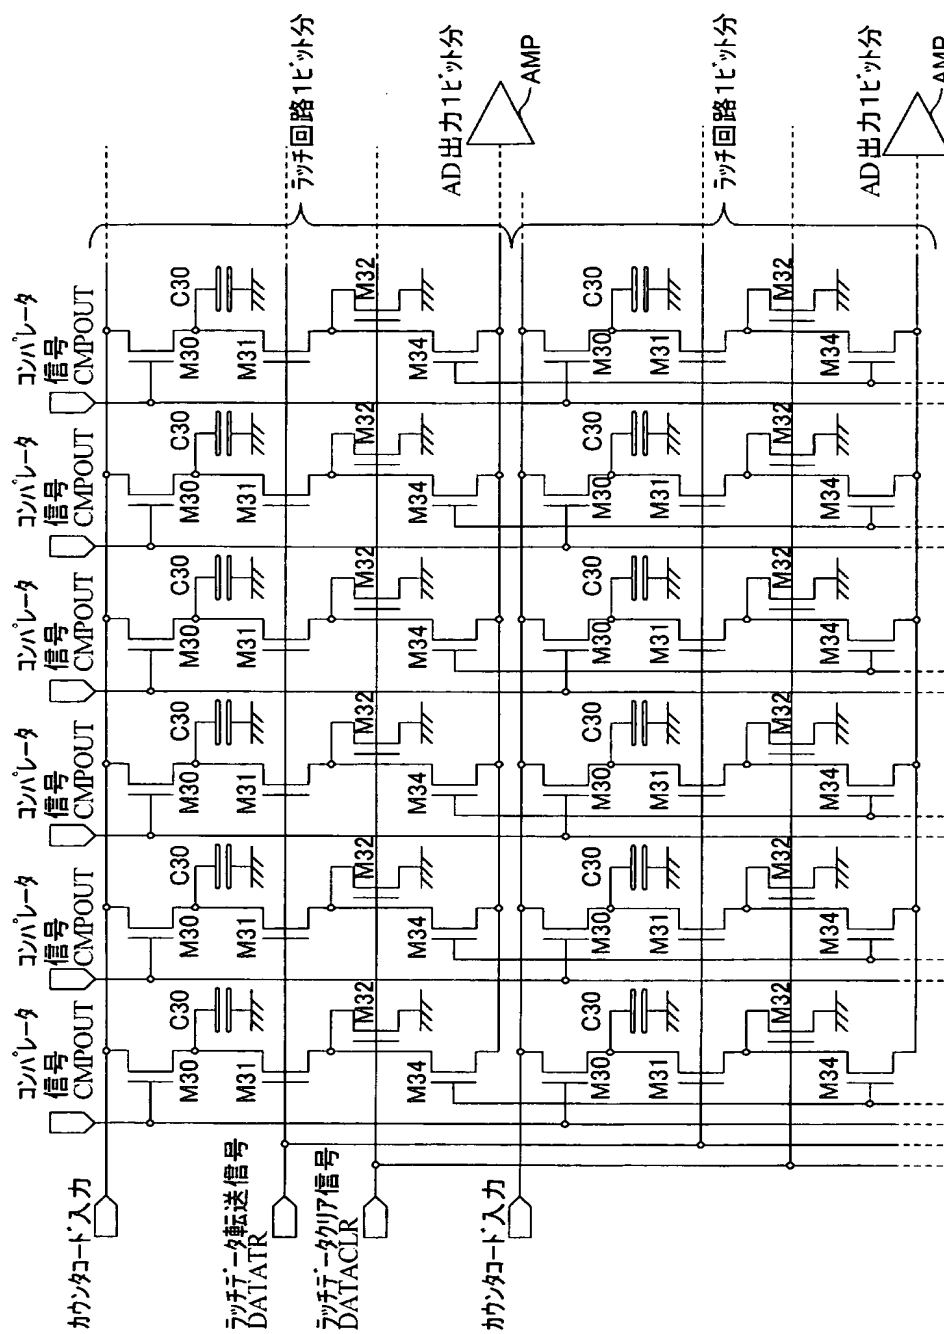 コンパレータ
信号
CMPOUT
コンパレータ
信号
CMPOUT
コンパレータ
信号
CMPOUT
コンパレータ
信号
CMPOUT
コンパレータ
信号
CMPOUT
コンパレータ
信号
CMPOUT
カウンタコード入力
M30
C30
M30
C30
M30
C30
M30
C30
M30
C30
M30
C30
ラッチデータ転送信号
DATATR
M31
M31
M31
M31
M31
M31
ラッチ回路1ビット分
ラッチデータクリア信号
DATACLR
M32
M32
M32
M32
M32
M32
M34
M34
M34
M34
M34
M34
AD出力1ビット分
AMP
カウンタコード入力
M30
C30
M30
C30
M30
C30
M30
C30
M30
C30
M30
C30
M31
M31
M31
M31
M31
M31
ラッチ回路1ビット分
M32
M32
M32
M32
M32
M32
M34
M34
M34
M34
M34
M34
AD出力1ビット分
AMP